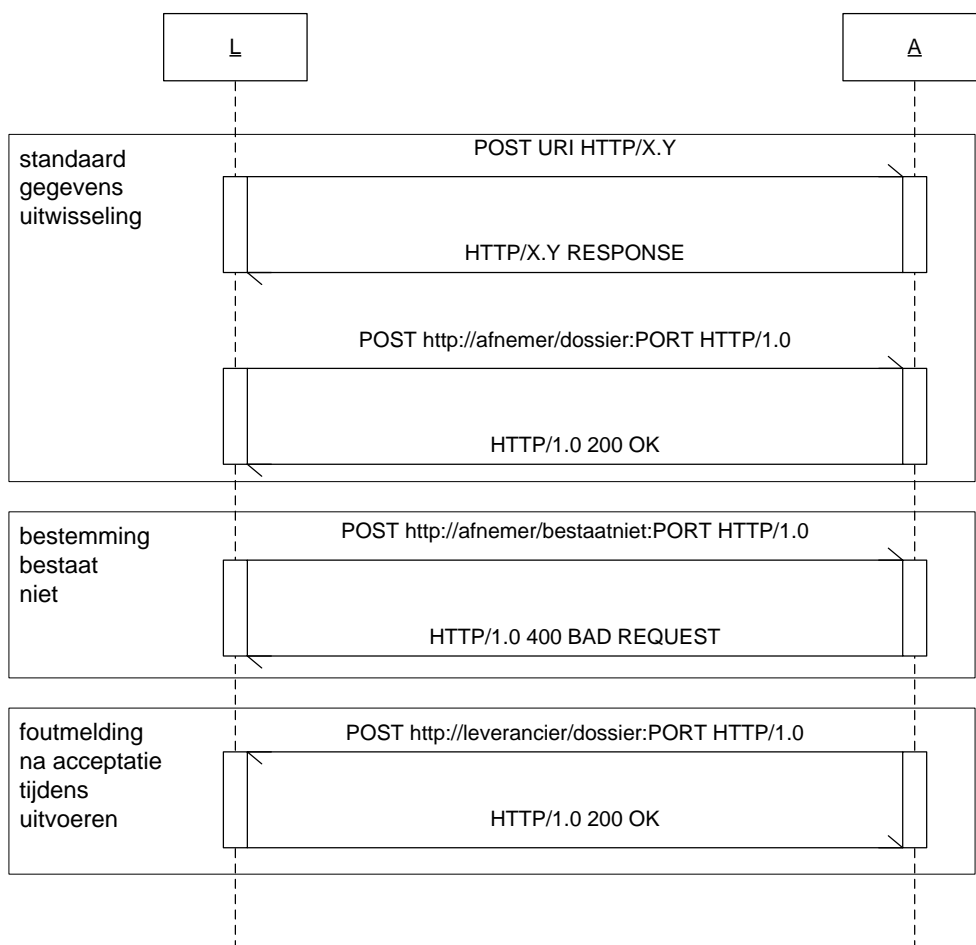 L
A
standaard
gegevens
uitwisseling
POST URI HTTP/X.Y
HTTP/X.Y RESPONSE
POST http://afnemer/dossier:PORT HTTP/1.0
HTTP/1.0 200 OK
bestemming
bestaat
niet
POST http://afnemer/bestaatniet:PORT HTTP/1.0
HTTP/1.0 400 BAD REQUEST
foutmelding
na acceptatie
tijdens
uitvoeren
POST http://leverancier/dossier:PORT HTTP/1.0
HTTP/1.0 200 OK